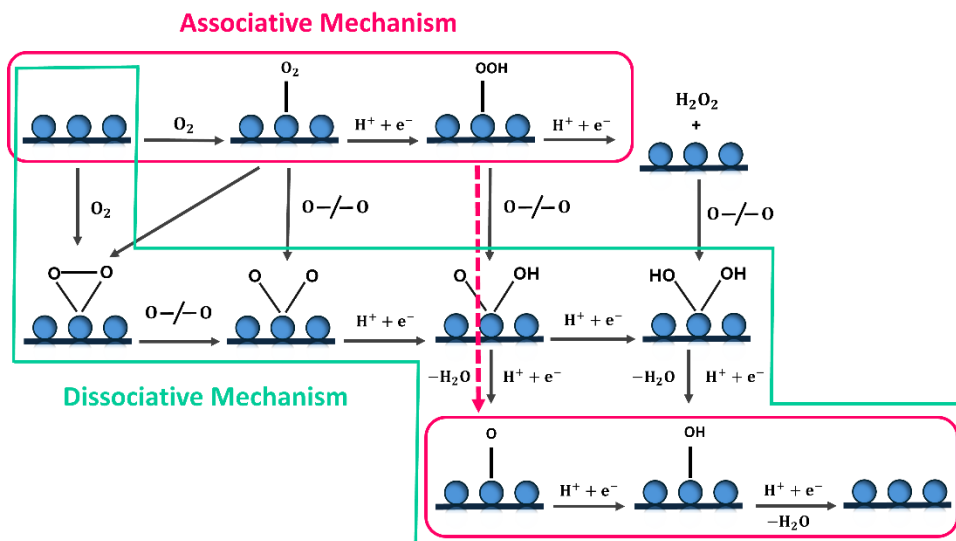 Associative Mechanism
O₂
OOH
H₂O₂
+
O₂
H⁺ + e⁻
H⁺ + e⁻
O₂
O–/–O
O–/–O
O–/–O
O O
O O
O OH
HO OH
O–/–O
H⁺ + e⁻
H⁺ + e⁻
−H₂O H⁺ + e⁻
−H₂O H⁺ + e⁻
Dissociative Mechanism
O
OH
H⁺ + e⁻
H⁺ + e⁻
−H₂O